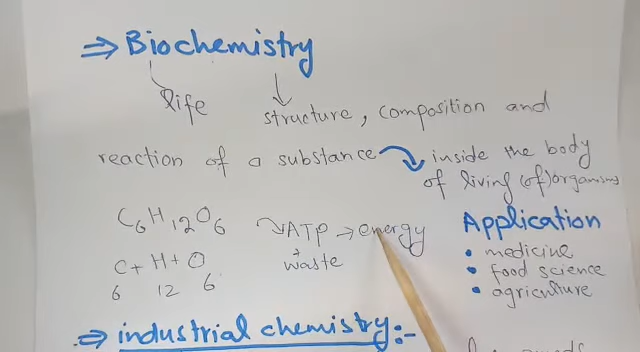 ⇒ Biochemistry
life
structure, composition and
reaction of a substance inside the body
of living (of) organisms
C6H12O6 ATP → energy
+
waste
C + H + O
6 12 6
Application
• medicine
• food science
• agriculture
⇒ industrial chemistry:-